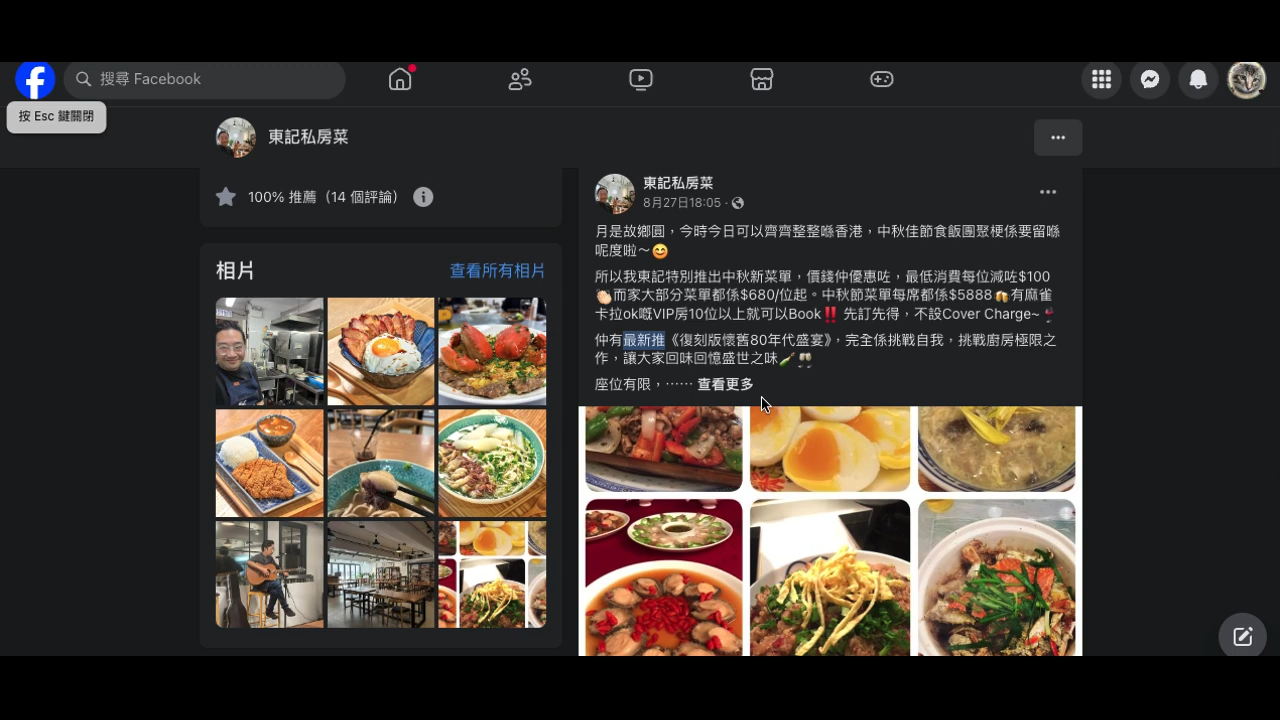 搜尋 Facebook
按 Esc 鍵關閉
東記私房菜
100% 推薦（14 個評論）
相片
查看所有相片
東記私房菜
8月27日18:05
月是故鄉圓，今時今日可以齊齊整整喺香港，中秋佳節食飯團聚梗係要留喺
呢度啦～😊
所以我東記特別推出中秋新菜單，價錢仲優惠咗，最低消費每位減咗$100
👏🏻而家大部分菜單都係$680/位起。中秋節菜單每席都係$5888🍻有麻雀
卡拉ok嘅VIP房10位以上就可以Book‼️ 先訂先得，不設Cover Charge~🍷
仲有最新推《復刻版懷舊80年代盛宴》，完全係挑戰自我，挑戰廚房極限之
作，讓大家回味回憶盛世之味🍾🥂
座位有限，…… 查看更多